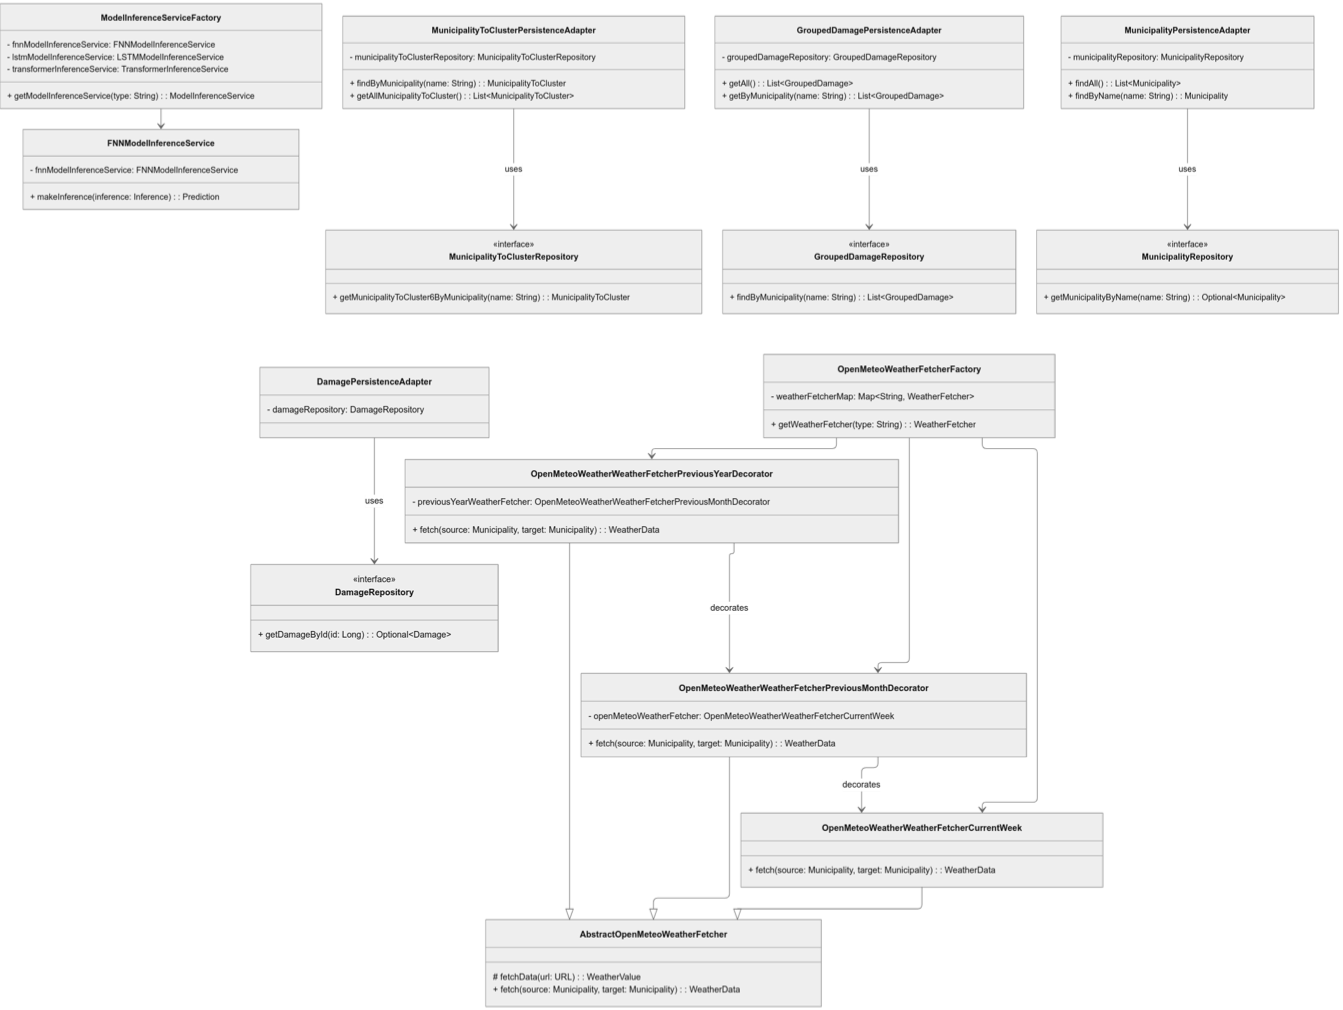 ModelInferenceServiceFactory
- fnnModelInferenceService: FNNModelInferenceService
- lstmModelInferenceService: LSTMModelInferenceService
- transformerInferenceService: TransformerInferenceService
+ getModelInferenceService(type: String) : : ModelInferenceService
FNNModelInferenceService
- fnnModelInferenceService: FNNModelInferenceService
+ makeInference(inference: Inference) : : Prediction
MunicipalityToClusterPersistenceAdapter
- municipalityToClusterRepository: MunicipalityToClusterRepository
+ findByMunicipality(name: String) : : MunicipalityToCluster
+ getAllMunicipalityToCluster() : : List<MunicipalityToCluster>
uses
«interface»
MunicipalityToClusterRepository
+ getMunicipalityToCluster6ByMunicipality(name: String) : : MunicipalityToCluster
GroupedDamagePersistenceAdapter
- groupedDamageRepository: GroupedDamageRepository
+ getAll() : : List<GroupedDamage>
+ getByMunicipality(name: String) : : List<GroupedDamage>
uses
«interface»
GroupedDamageRepository
+ findByMunicipality(name: String) : : List<GroupedDamage>
MunicipalityPersistenceAdapter
- municipalityRepository: MunicipalityRepository
+ findAll() : : List<Municipality>
+ findByName(name: String) : : Municipality
uses
«interface»
MunicipalityRepository
+ getMunicipalityByName(name: String) : : Optional<Municipality>
DamagePersistenceAdapter
- damageRepository: DamageRepository
uses
«interface»
DamageRepository
+ getDamageById(id: Long) : : Optional<Damage>
OpenMeteoWeatherFetcherFactory
- weatherFetcherMap: Map<String, WeatherFetcher>
+ getWeatherFetcher(type: String) : : WeatherFetcher
OpenMeteoWeatherWeatherFetcherPreviousYearDecorator
- previousYearWeatherFetcher: OpenMeteoWeatherWeatherFetcherPreviousMonthDecorator
+ fetch(source: Municipality, target: Municipality) : : WeatherData
decorates
OpenMeteoWeatherWeatherFetcherPreviousMonthDecorator
- openMeteoWeatherFetcher: OpenMeteoWeatherWeatherFetcherCurrentWeek
+ fetch(source: Municipality, target: Municipality) : : WeatherData
decorates
OpenMeteoWeatherWeatherFetcherCurrentWeek
+ fetch(source: Municipality, target: Municipality) : : WeatherData
AbstractOpenMeteoWeatherFetcher
# fetchData(url: URL) : : WeatherValue
+ fetch(source: Municipality, target: Municipality) : : WeatherData